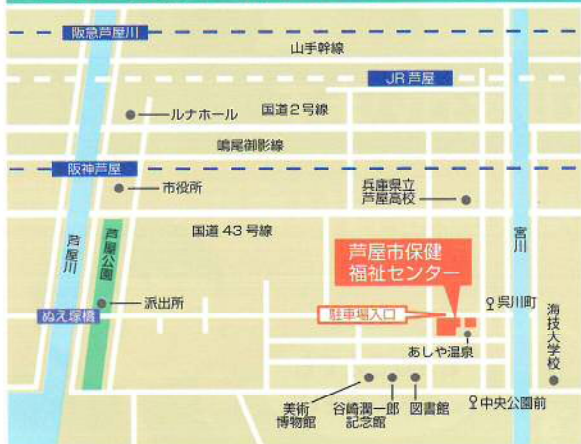 阪急芦屋川
山手幹線
JR芦屋
ルナホール
国道2号線
鳴尾御影線
阪神芦屋
市役所
兵庫県立
芦屋高校
国道43号線
芦屋川
芦屋公園
宮川
芦屋市保健
福祉センター
派出所
ぬえ塚橋
駐車場入口
呉川町
海技大学校
あしや温泉
美術
博物館
谷崎潤一郎
記念館
図書館
中央公園前